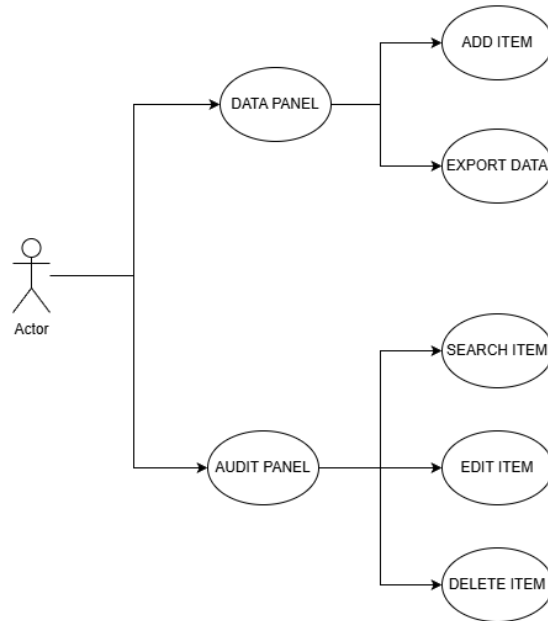 ADD ITEM
DATA PANEL
EXPORT DATA
Actor
SEARCH ITEM
AUDIT PANEL
EDIT ITEM
DELETE ITEM